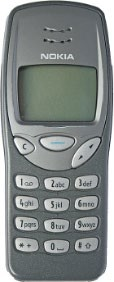 NOKIA
C
1
2abc
3def
4ghi
5jkl
6mno
7pqrs
8tuv
9wxyz
*
0
#